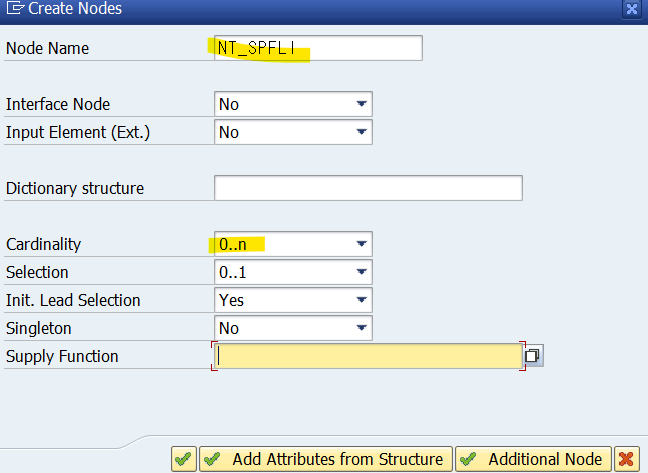 Create Nodes
Node Name NT_SPFLI
Interface Node No
Input Element (Ext.) No
Dictionary structure
Cardinality 0..n
Selection 0..1
Init. Lead Selection Yes
Singleton No
Supply Function
Add Attributes from Structure Additional Node